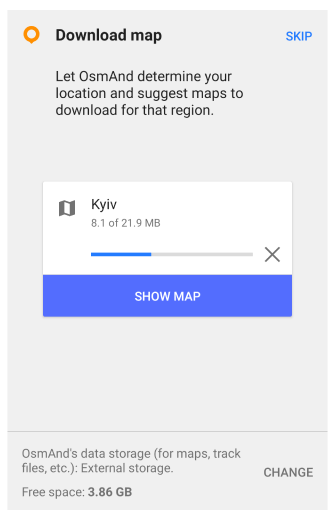 Download map
SKIP
Let OsmAnd determine your
location and suggest maps to
download for that region.
Kyiv
8.1 of 21.9 MB
SHOW MAP
OsmAnd's data storage (for maps, track
files, etc.): External storage.
CHANGE
Free space: 3.86 GB